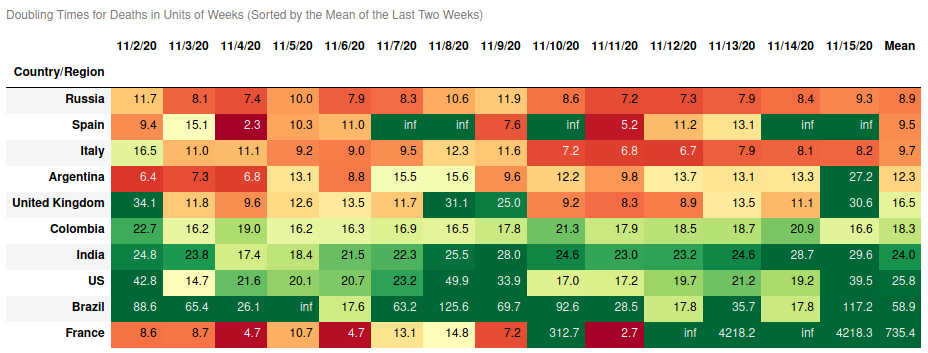 Doubling Times for Deaths in Units of Weeks (Sorted by the Mean of the Last Two Weeks)
11/2/20 11/3/20 11/4/20 11/5/20 11/6/20 11/7/20 11/8/20 11/9/20 11/10/20 11/11/20 11/12/20 11/13/20 11/14/20 11/15/20 Mean
Country/Region
Russia 11.7 8.1 7.4 10.0 7.9 8.3 10.6 11.9 8.6 7.2 7.3 7.9 8.4 9.3 8.9
Spain 9.4 15.1 2.3 10.3 11.0 inf inf 7.6 inf 5.2 11.2 13.1 inf inf 9.5
Italy 16.5 11.0 11.1 9.2 9.0 9.5 12.3 11.6 7.2 6.8 6.7 7.9 8.1 8.2 9.7
Argentina 6.4 7.3 6.8 13.1 8.8 15.5 15.6 9.6 12.2 9.8 13.7 13.1 13.3 27.2 12.3
United Kingdom 34.1 11.8 9.6 12.6 13.5 11.7 31.1 25.0 9.2 8.3 8.9 13.5 11.1 30.6 16.5
Colombia 22.7 16.2 19.0 16.2 16.3 16.9 16.5 17.8 21.3 17.9 18.5 18.7 20.9 16.6 18.3
India 24.8 23.8 17.4 18.4 21.5 22.3 25.5 28.0 24.6 23.0 23.2 24.6 28.7 29.6 24.0
US 42.8 14.7 21.6 20.1 20.7 23.2 49.9 33.9 17.0 17.2 19.7 21.2 19.2 39.5 25.8
Brazil 88.6 65.4 26.1 inf 17.6 63.2 125.6 69.7 92.6 28.5 17.8 35.7 17.8 117.2 58.9
France 8.6 8.7 4.7 10.7 4.7 13.1 14.8 7.2 312.7 2.7 inf 4218.2 inf 4218.3 735.4